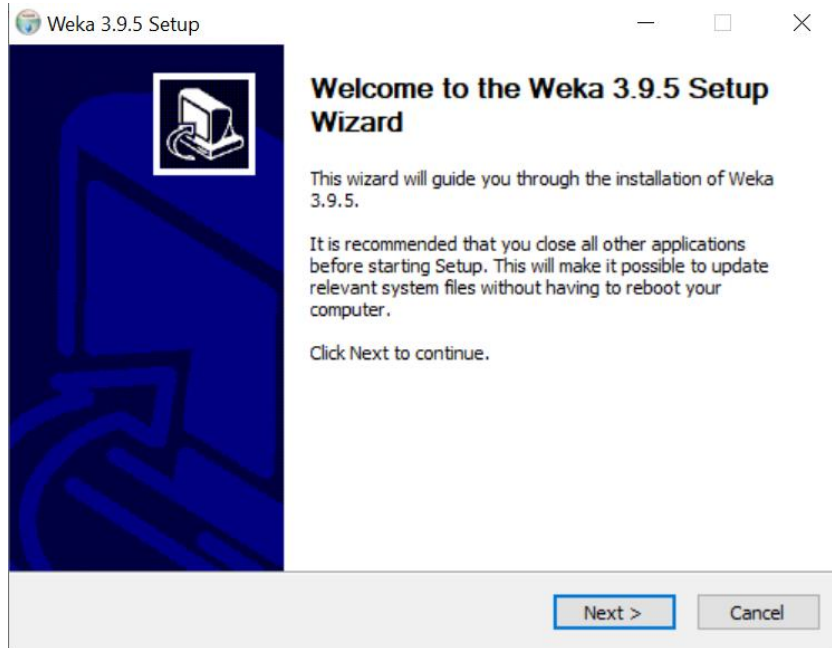 Weka 3.9.5 Setup
Welcome to the Weka 3.9.5 Setup
Wizard
This wizard will guide you through the installation of Weka
3.9.5.
It is recommended that you close all other applications
before starting Setup. This will make it possible to update
relevant system files without having to reboot your
computer.
Click Next to continue.
Next >
Cancel